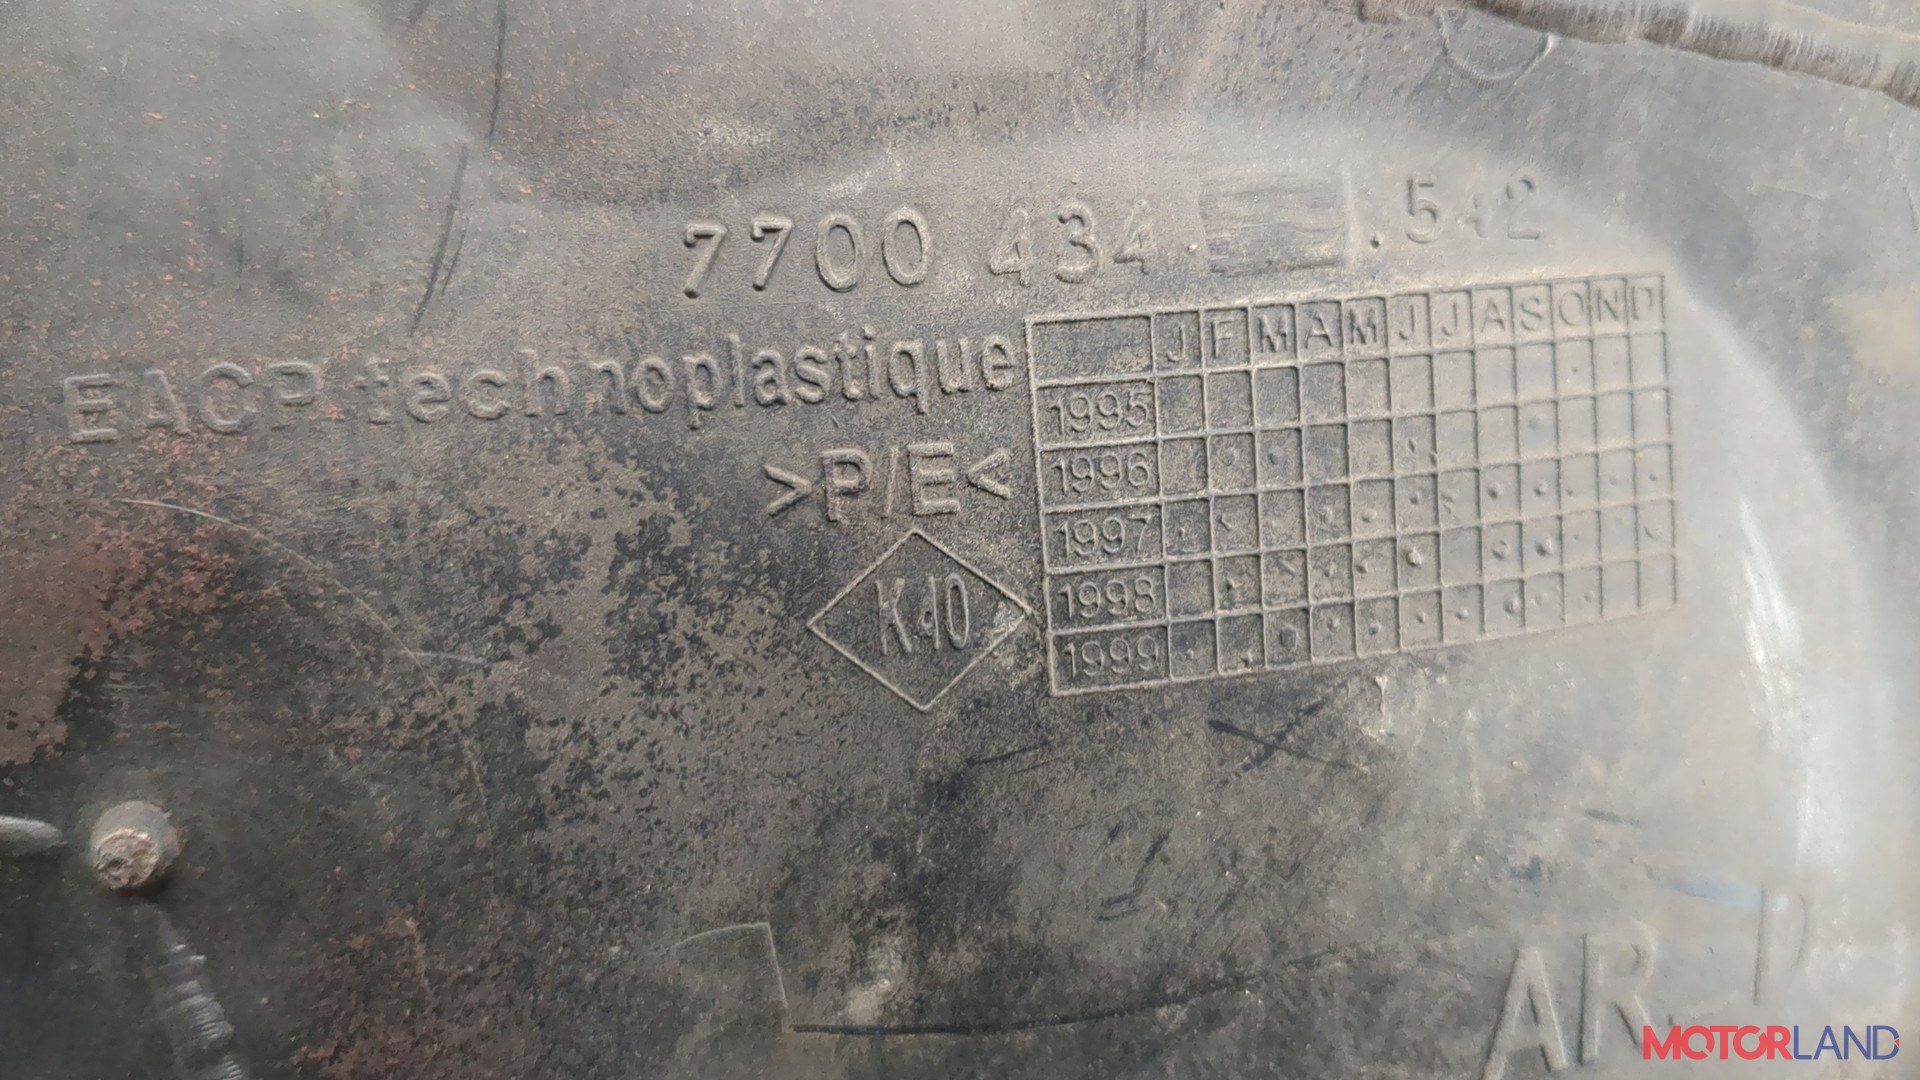 7700 434. .542
EACP. technoplastique
>P/E<
J F M A M J J A S O N D
1995
1996
1997
1998
1999
K40
AR D
MOTORLAND